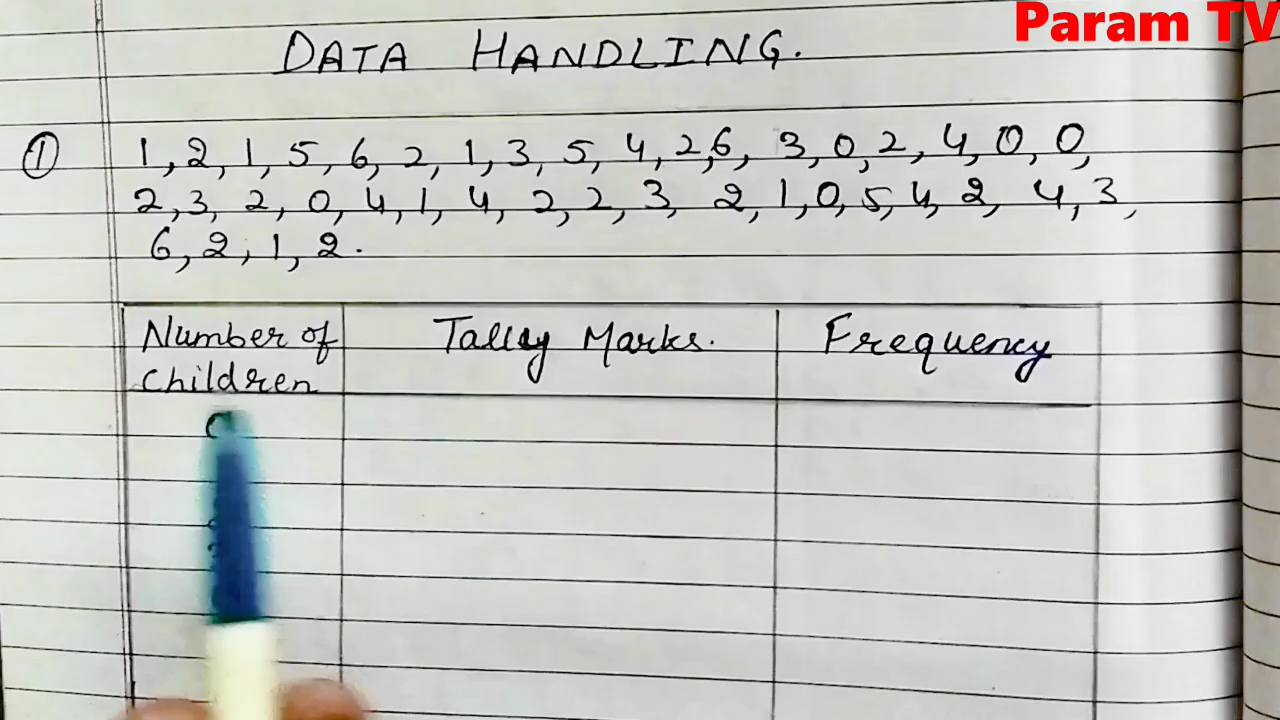 Param TV
DATA HANDLING.
① 1, 2, 1, 5, 6, 2, 1, 3, 5, 4, 2, 6, 3, 0, 2, 4, 0, 0,
2, 3, 2, 0, 4, 1, 4, 2, 2, 3, 2, 1, 0, 5, 4, 2, 4, 3,
6, 2, 1, 2.
Number of Tally Marks. Frequency
children